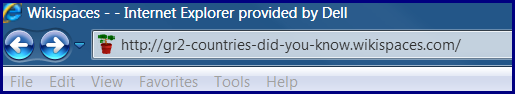 Wikispaces - - Internet Explorer provided by Dell
http://gr2-countries-did-you-know.wikispaces.com/
File Edit View Favorites Tools Help